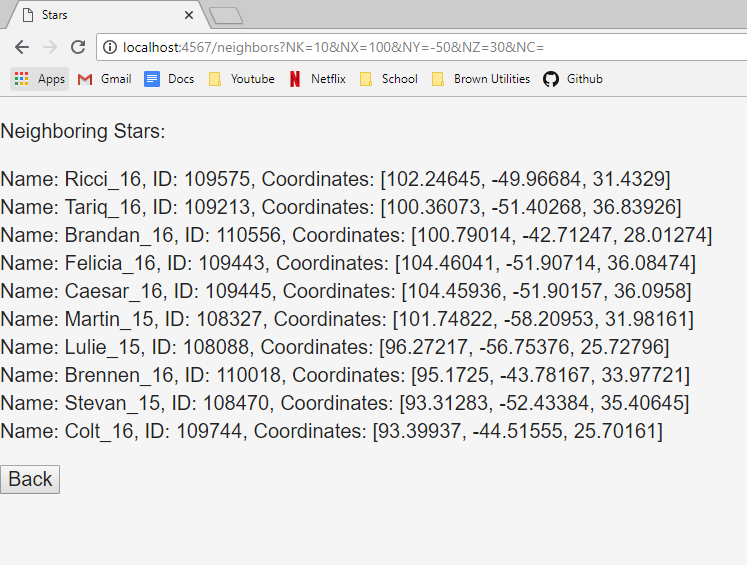 Stars
localhost:4567/neighbors?NK=10&NX=100&NY=-50&NZ=30&NC=
Apps Gmail Docs Youtube Netflix School Brown Utilities Github
Neighboring Stars:
Name: Ricci_16, ID: 109575, Coordinates: [102.24645, -49.96684, 31.4329]
Name: Tariq_16, ID: 109213, Coordinates: [100.36073, -51.40268, 36.83926]
Name: Brandan_16, ID: 110556, Coordinates: [100.79014, -42.71247, 28.01274]
Name: Felicia_16, ID: 109443, Coordinates: [104.46041, -51.90714, 36.08474]
Name: Caesar_16, ID: 109445, Coordinates: [104.45936, -51.90157, 36.0958]
Name: Martin_15, ID: 108327, Coordinates: [101.74822, -58.20953, 31.98161]
Name: Lulie_15, ID: 108088, Coordinates: [96.27217, -56.75376, 25.72796]
Name: Brennen_16, ID: 110018, Coordinates: [95.1725, -43.78167, 33.97721]
Name: Stevan_15, ID: 108470, Coordinates: [93.31283, -52.43384, 35.40645]
Name: Colt_16, ID: 109744, Coordinates: [93.39937, -44.51555, 25.70161]
Back